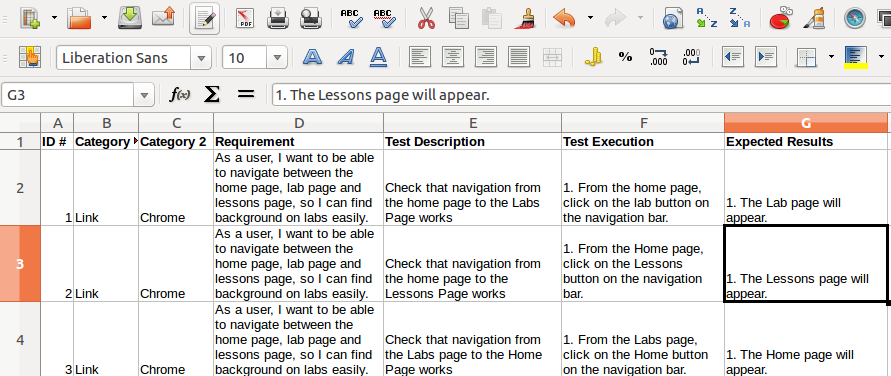 PDF
ABC
ABC
A
Z
Z
A
Liberation Sans
10
A
A
A
%
0.0
.000
.000
0.0
G3
f(x) Σ =
1. The Lessons page will appear.
A B C D E F G
1 ID # Category Category 2 Requirement Test Description Test Execution Expected Results
As a user, I want to be able
to navigate between the
home page, lab page and
lessons page, so I can find
background on labs easily.
Check that navigation from
the home page to the Labs
Page works
1. From the home page,
click on the lab button on
the navigation bar.
1. The Lab page will
appear.
2
1 Link Chrome
As a user, I want to be able
to navigate between the
home page, lab page and
lessons page, so I can find
background on labs easily.
Check that navigation from
the home page to the
Lessons Page works
1. From the Home page,
click on the Lessons
button on the navigation
bar.
1. The Lessons page will
appear.
3
2 Link Chrome
As a user, I want to be able
to navigate between the
home page, lab page and
lessons page, so I can find
background on labs easily.
Check that navigation from
the Labs page to the Home
Page works
1. From the Labs page,
click on the Home button
on the navigation bar.
1. The Home page will
appear.
4
3 Link Chrome